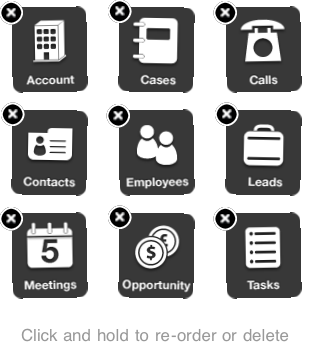 Account
Cases
Calls
Contacts
Employees
Leads
5
Meetings
$
$
Opportunity
Tasks
Click and hold to re-order or delete